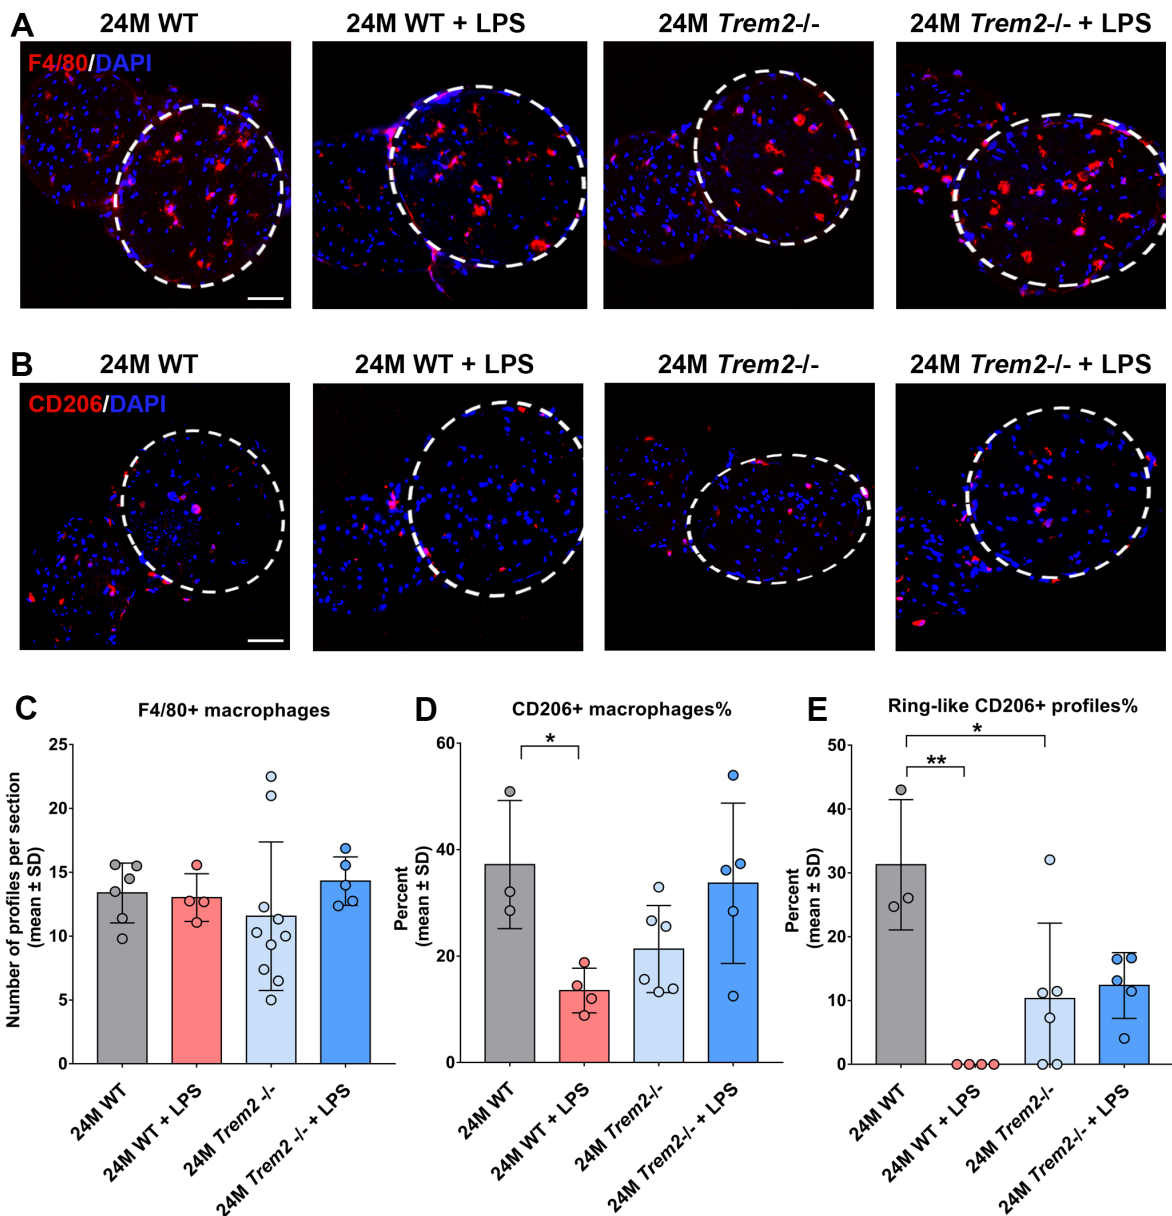 A
24M WT
24M WT + LPS
24M Trem2-/-
24M Trem2-/- + LPS
F4/80/DAPI
B
24M WT
24M WT + LPS
24M Trem2-/-
24M Trem2-/- + LPS
CD206/DAPI
C
F4/80+ macrophages
Number of profiles per section
(mean ± SD)
25
20
15
10
5
0
24M WT
24M WT + LPS
24M Trem2 -/-
24M Trem2 -/- + LPS
D
CD206+ macrophages%
Percent
(mean ± SD)
60
40
20
0
*
24M WT
24M WT + LPS
24M Trem2-/-
24M Trem2-/- + LPS
E
Ring-like CD206+ profiles%
Percent
(mean ± SD)
50
40
30
20
10
0
*
**
24M WT
24M WT + LPS
24M Trem2-/-
24M Trem2-/- + LPS